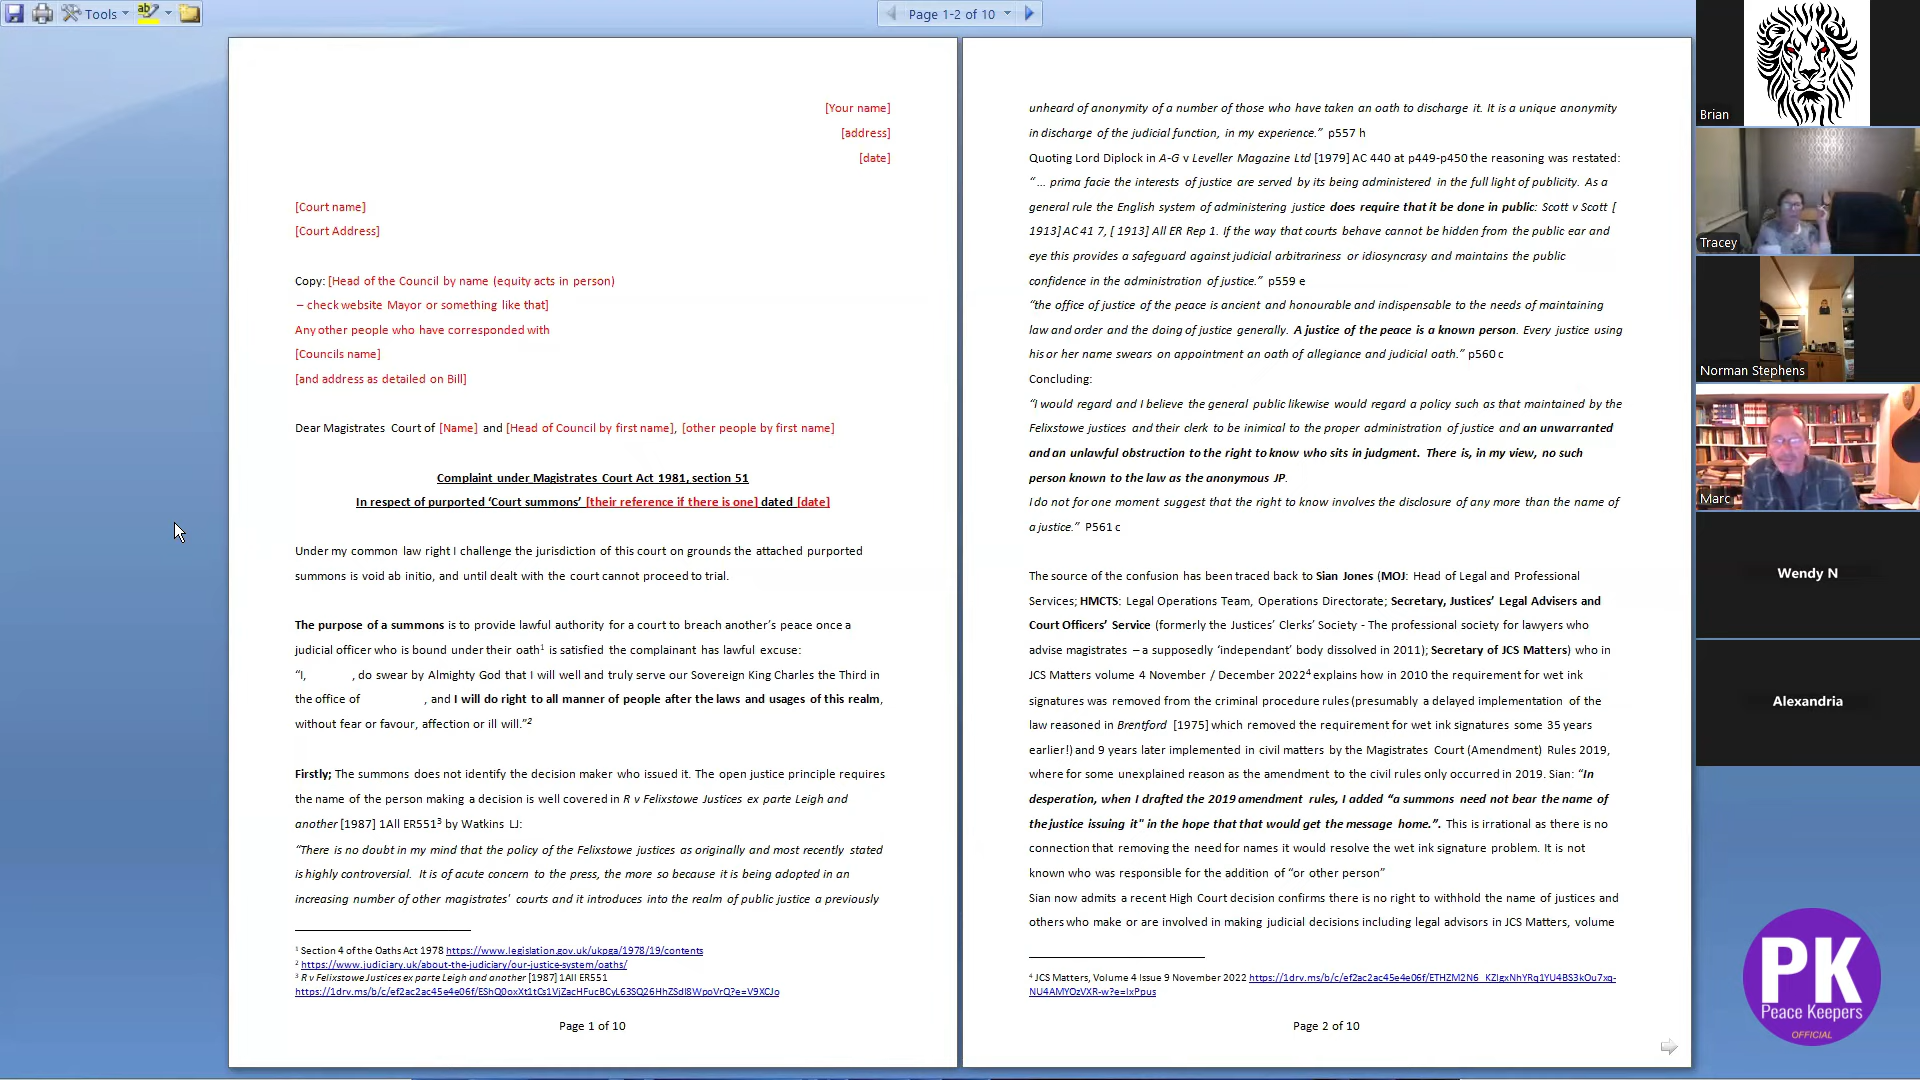 Tools
Page 1-2 of 10
[Your name]
[address]
[date]
[Court name]
[Court Address]
Copy: [Head of the Council by name (equity acts in person)
– check website Mayor or something like that]
Any other people who have corresponded with
[Councils name]
[and address as detailed on Bill]
Dear Magistrates Court of [Name] and [Head of Council by first name], [other people by first name]
Complaint under Magistrates Court Act 1981, section 51
In respect of purported ‘Court summons’ [their reference if there is one] dated [date]
Under my common law right I challenge the jurisdiction of this court on grounds the attached purported
summons is void ab initio, and until dealt with the court cannot proceed to trial.
The purpose of a summons is to provide lawful authority for a court to breach another’s peace once a
judicial officer who is bound under their oath1 is satisfied the complainant has lawful excuse:
“I, , do swear by Almighty God that I will well and truly serve our Sovereign King Charles the Third in
the office of , and I will do right to all manner of people after the laws and usages of this realm,
without fear or favour, affection or ill will.”2
Firstly; The summons does not identify the decision maker who issued it. The open justice principle requires
the name of the person making a decision is well covered in R v Felixstowe Justices ex parte Leigh and
another [1987] 1All ER5513 by Watkins LJ:
“There is no doubt in my mind that the policy of the Felixstowe justices as originally and most recently stated
is highly controversial. It is of acute concern to the press, the more so because it is being adopted in an
increasing number of other magistrates' courts and it introduces into the realm of public justice a previously
1 Section 4 of the Oaths Act 1978 https://www.legislation.gov.uk/ukpga/1978/19/contents
2 https://www.judiciary.uk/about-the-judiciary/our-justice-system/oaths/
3 R v Felixstowe Justices ex parte Leigh and another [1987] 1All ER551
https://1drv.ms/b/c/ef2ac2ac45e4e06f/EShQ0oxXt1tCs1VjZacHFucBCyL63SQ26HhZSdI8WpoVrQ?e=V9XCJo
Page 1 of 10
unheard of anonymity of a number of those who have taken an oath to discharge it. It is a unique anonymity
in discharge of the judicial function, in my experience.” p557 h
Quoting Lord Diplock in A-G v Leveller Magazine Ltd [1979] AC 440 at p449-p450 the reasoning was restated:
“... prima facie the interests of justice are served by its being administered in the full light of publicity. As a
general rule the English system of administering justice does require that it be done in public: Scott v Scott [
1913] AC 41 7, [ 1913] All ER Rep 1. If the way that courts behave cannot be hidden from the public ear and
eye this provides a safeguard against judicial arbitrariness or idiosyncrasy and maintains the public
confidence in the administration of justice.” p559 e
“the office of justice of the peace is ancient and honourable and indispensable to the needs of maintaining
law and order and the doing of justice generally. A justice of the peace is a known person. Every justice using
his or her name swears on appointment an oath of allegiance and judicial oath.” p560 c
Concluding:
“I would regard and I believe the general public likewise would regard a policy such as that maintained by the
Felixstowe justices and their clerk to be inimical to the proper administration of justice and an unwarranted
and an unlawful obstruction to the right to know who sits in judgment. There is, in my view, no such
person known to the law as the anonymous JP.
I do not for one moment suggest that the right to know involves the disclosure of any more than the name of
a justice.” P561 c
The source of the confusion has been traced back to Sian Jones (MOJ: Head of Legal and Professional
Services; HMCTS: Legal Operations Team, Operations Directorate; Secretary, Justices’ Legal Advisers and
Court Officers’ Service (formerly the Justices’ Clerks’ Society - The professional society for lawyers who
advise magistrates – a supposedly ‘independant’ body dissolved in 2011); Secretary of JCS Matters) who in
JCS Matters volume 4 November / December 20224 explains how in 2010 the requirement for wet ink
signatures was removed from the criminal procedure rules (presumably a delayed implementation of the
law reasoned in Brentford [1975] which removed the requirement for wet ink signatures some 35 years
earlier!) and 9 years later implemented in civil matters by the Magistrates Court (Amendment) Rules 2019,
where for some unexplained reason as the amendment to the civil rules only occurred in 2019. Sian: “In
desperation, when I drafted the 2019 amendment rules, I added “a summons need not bear the name of
the justice issuing it" in the hope that that would get the message home.”. This is irrational as there is no
connection that removing the need for names it would resolve the wet ink signature problem. It is not
known who was responsible for the addition of “or other person”
Sian now admits a recent High Court decision confirms there is no right to withhold the name of justices and
others who make or are involved in making judicial decisions including legal advisors in JCS Matters, volume
4 JCS Matters, Volume 4 Issue 9 November 2022 https://1drv.ms/b/c/ef2ac2ac45e4e06f/ETHZM2N6_KZIgxNhYRq1YU4BS3kOu7xq-
NU4AMYOzVXR-w?e=IxPpus
Page 2 of 10
Brian
Tracey
Norman Stephens
Marc
Wendy N
Alexandria
PK
Peace Keepers
OFFICIAL